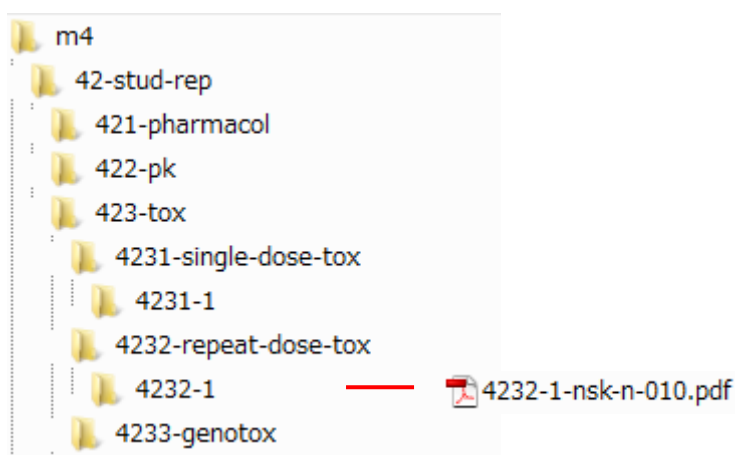 m4
42-stud-rep
421-pharmacol
422-pk
423-tox
4231-single-dose-tox
4231-1
4232-repeat-dose-tox
4232-1 4232-1-nsk-n-010.pdf
4233-genotox